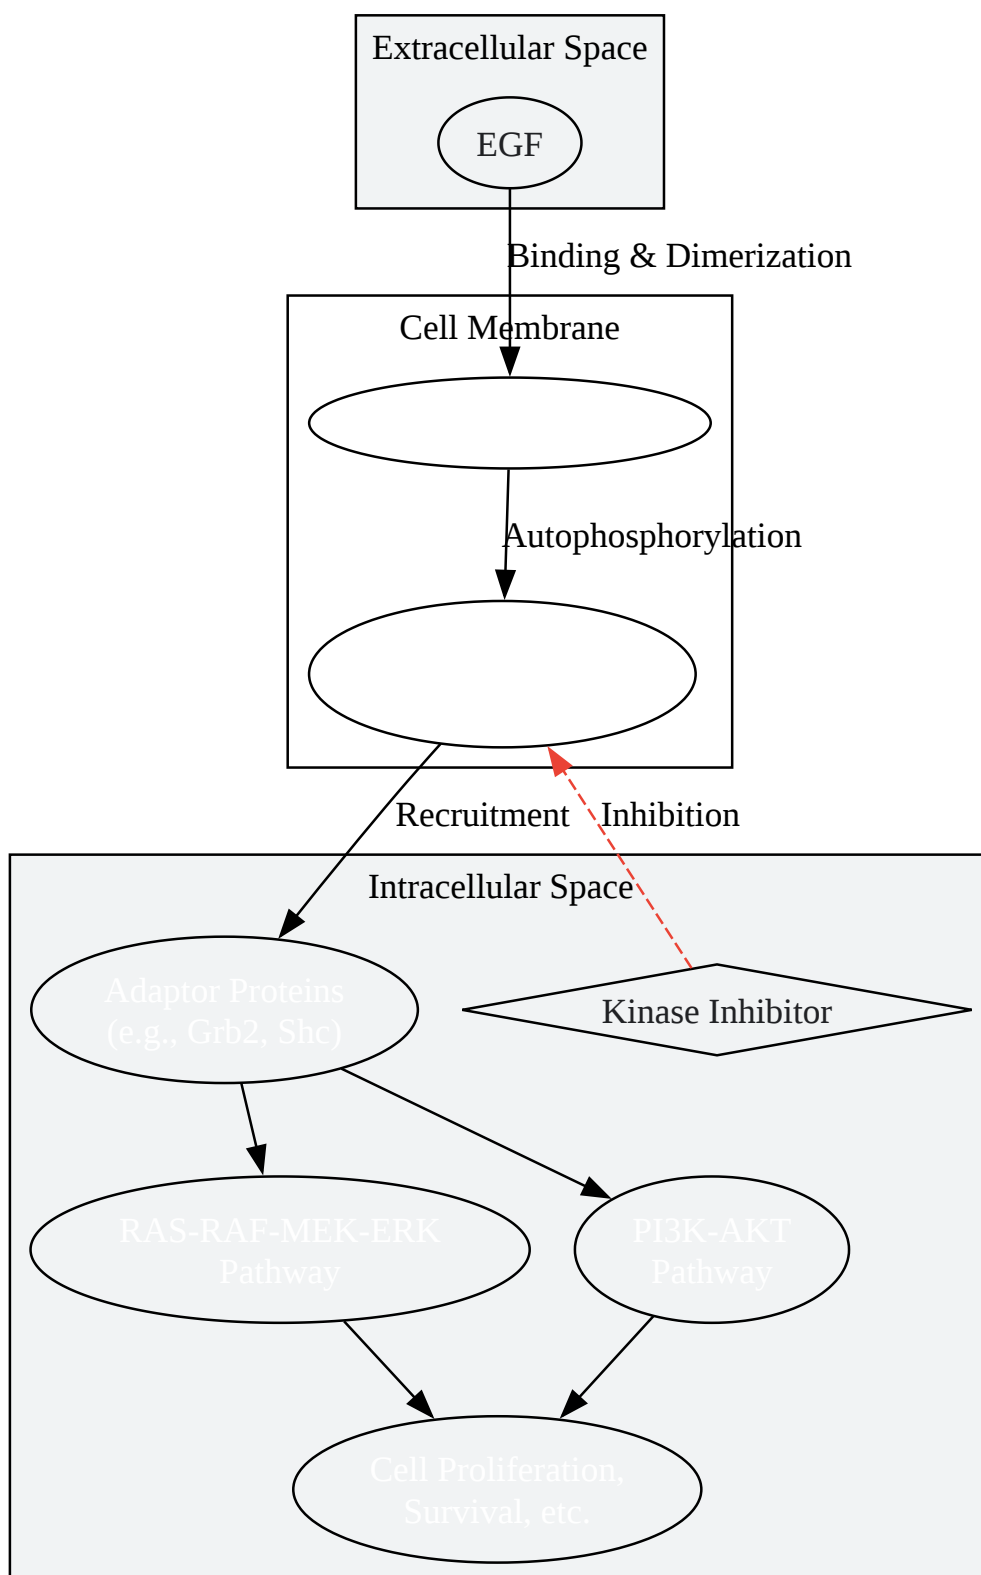 Extracellular Space
EGF
Binding & Dimerization
Cell Membrane
Autophosphorylation
Recruitment
Inhibition
Intracellular Space
Adaptor Proteins
(e.g., Grb2, Shc)
Kinase Inhibitor
RAS-RAF-MEK-ERK
Pathway
PI3K-AKT
Pathway
Cell Proliferation,
Survival, etc.